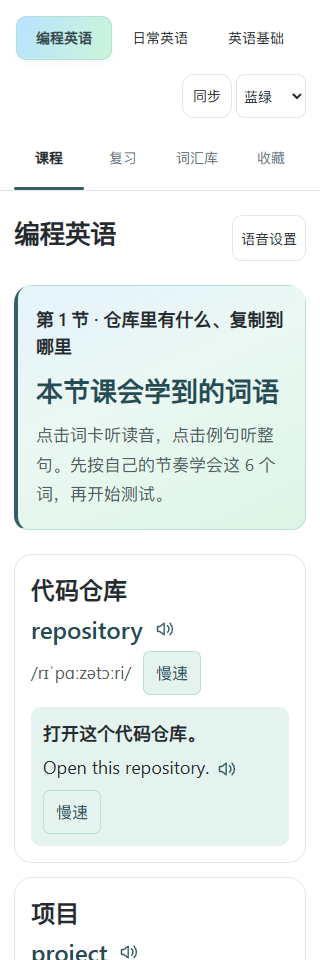 编程英语 日常英语 英语基础
同步 蓝绿
课程 复习 词汇库 收藏
编程英语 语音设置
第 1 节 · 仓库里有什么、复制到
哪里
本节课会学到的词语
点击词卡听读音，点击例句听整
句。先按自己的节奏学会这 6 个
词，再开始测试。
代码仓库
repository
/rɪˈpɑːzətɔːri/ 慢速
打开这个代码仓库。
Open this repository.
慢速
项目
project